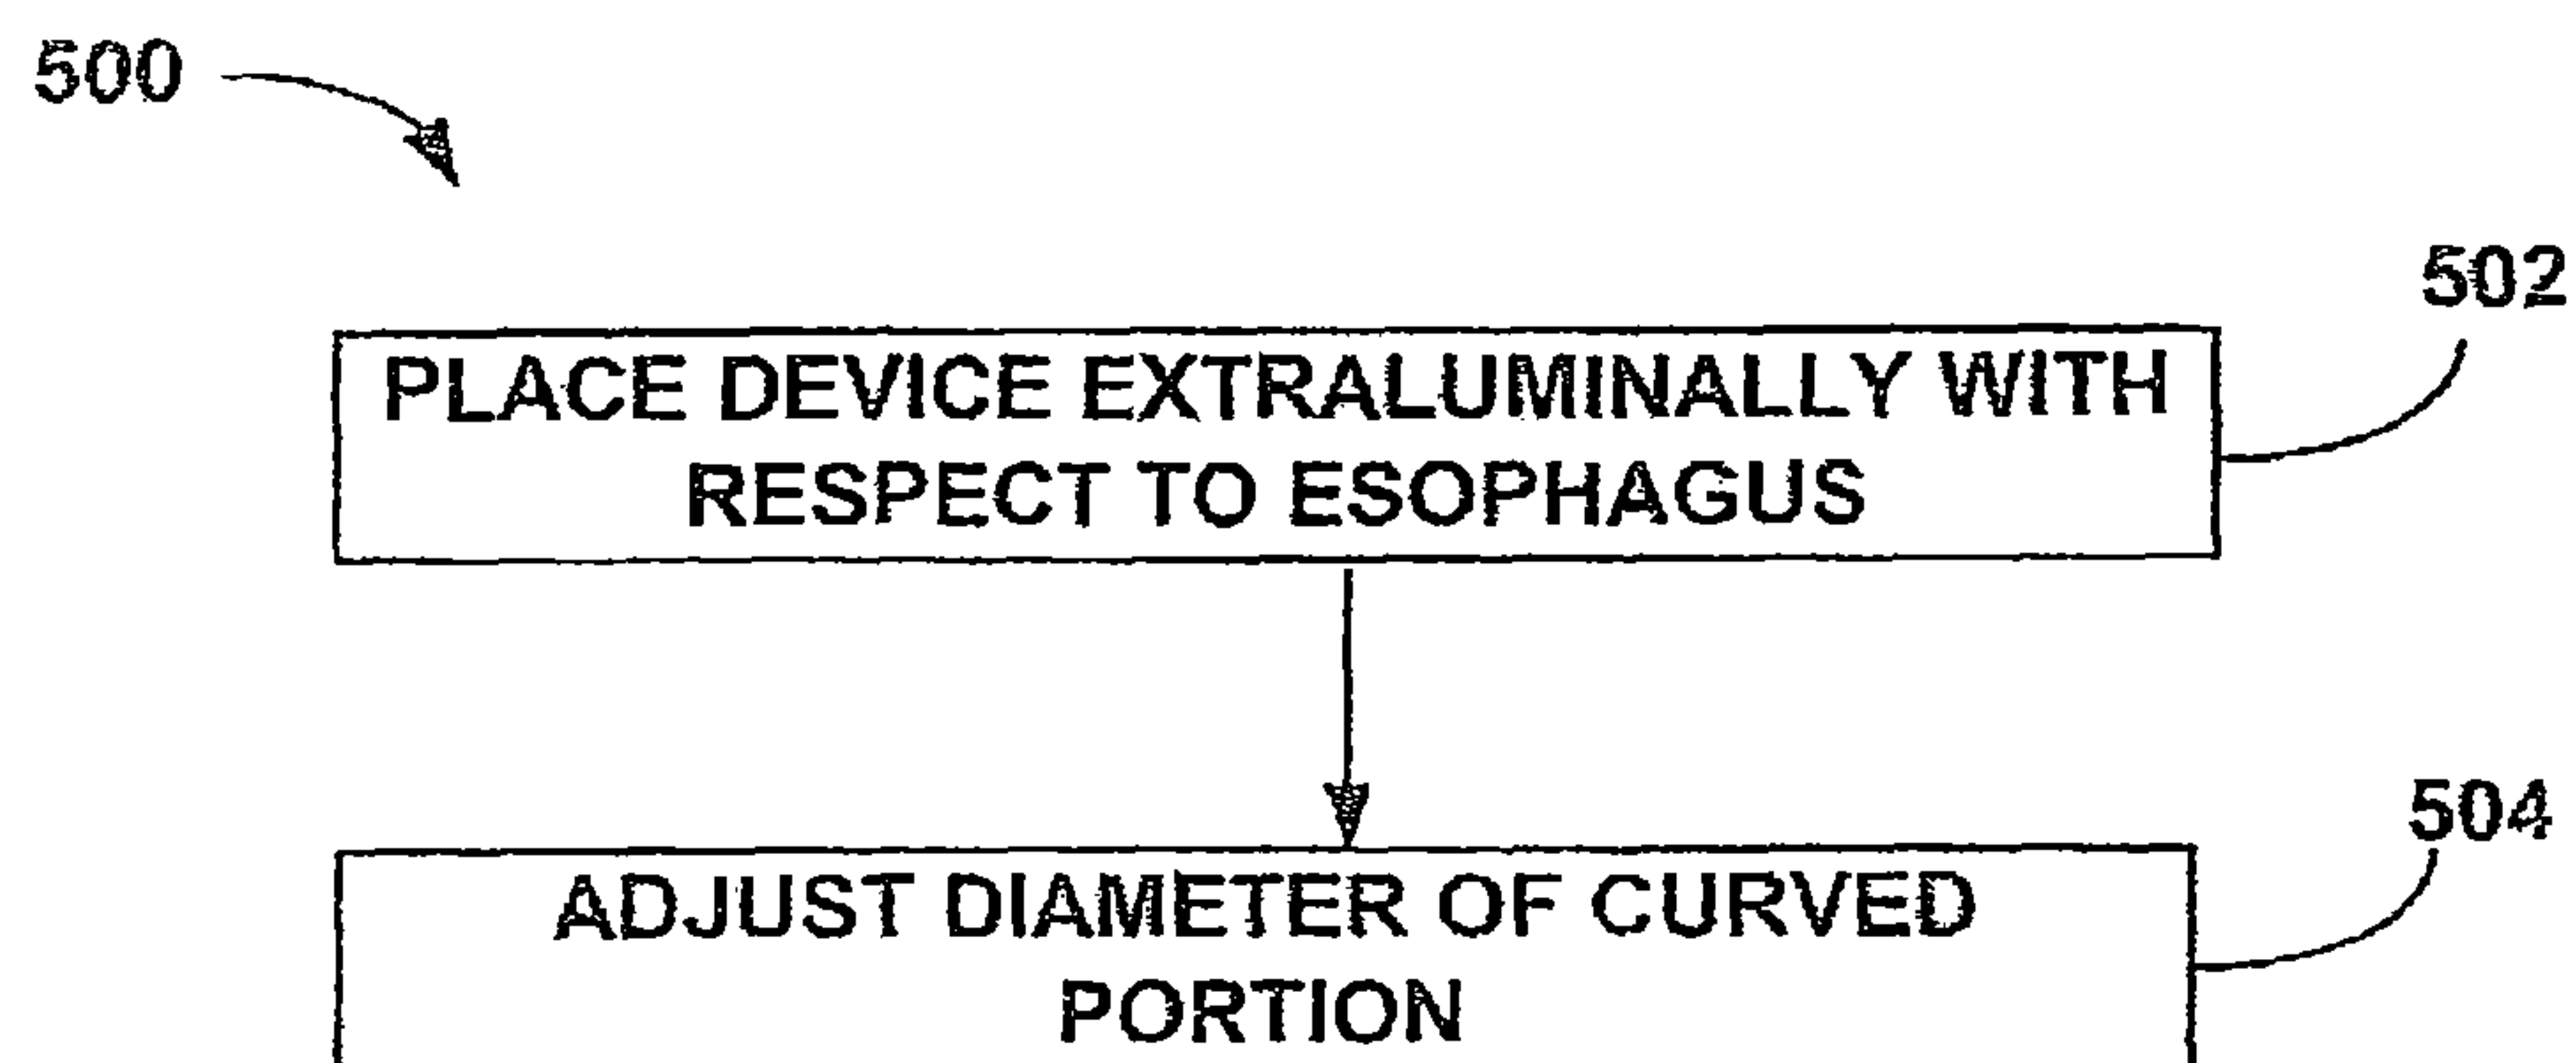 500
502
PLACE DEVICE EXTRALUMINALLY WITH
RESPECT TO ESOPHAGUS
504
ADJUST DIAMETER OF CURVED
PORTION